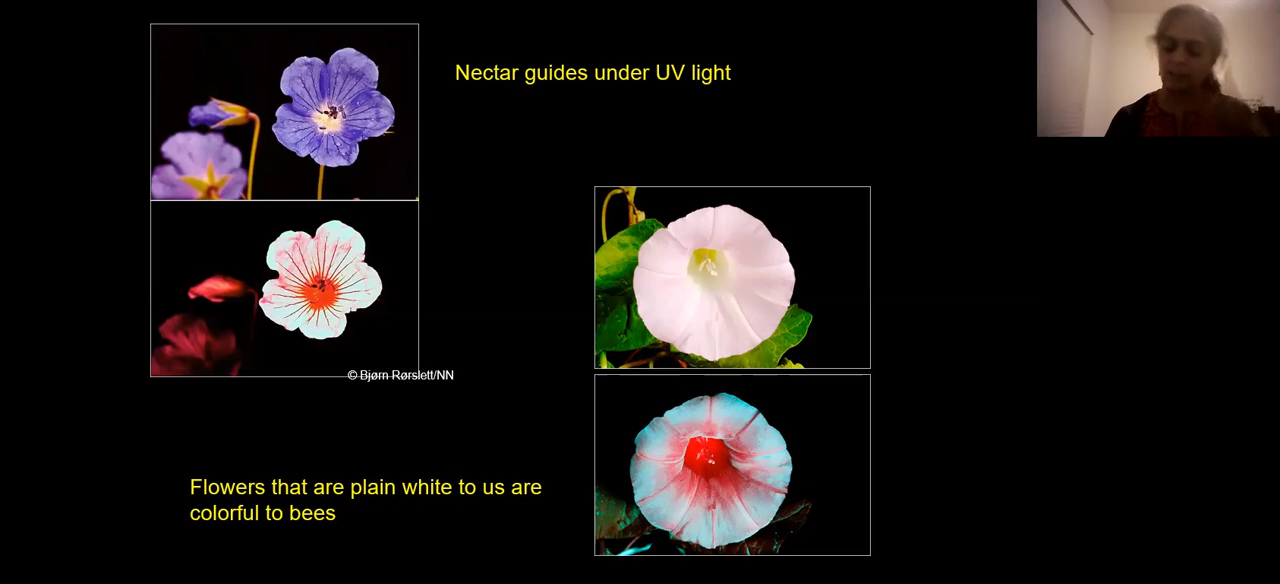 Nectar guides under UV light
© Bjørn Rørslett/NN
Flowers that are plain white to us are
colorful to bees